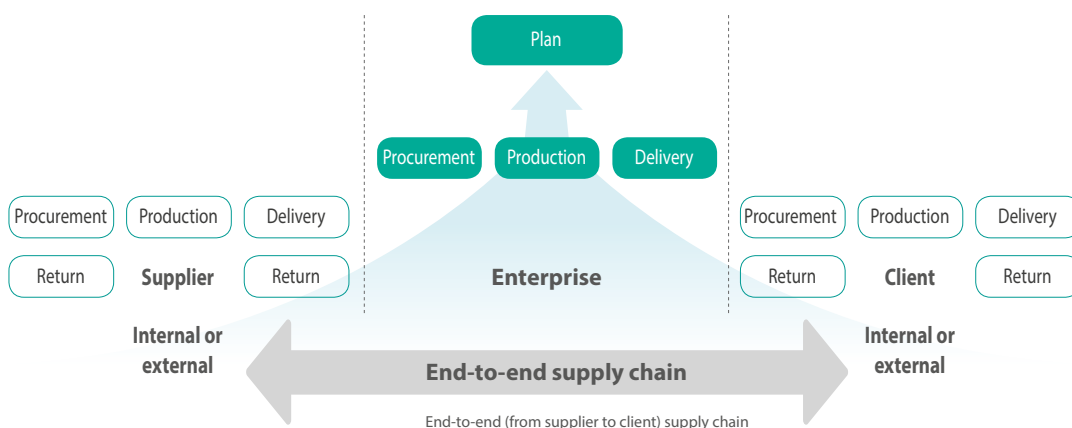 Plan
Procurement
Production
Delivery
Procurement
Production
Delivery
Procurement
Production
Delivery
Return
Supplier
Return
Enterprise
Return
Client
Return
Internal or
external
Internal or
external
End-to-end supply chain
End-to-end (from supplier to client) supply chain